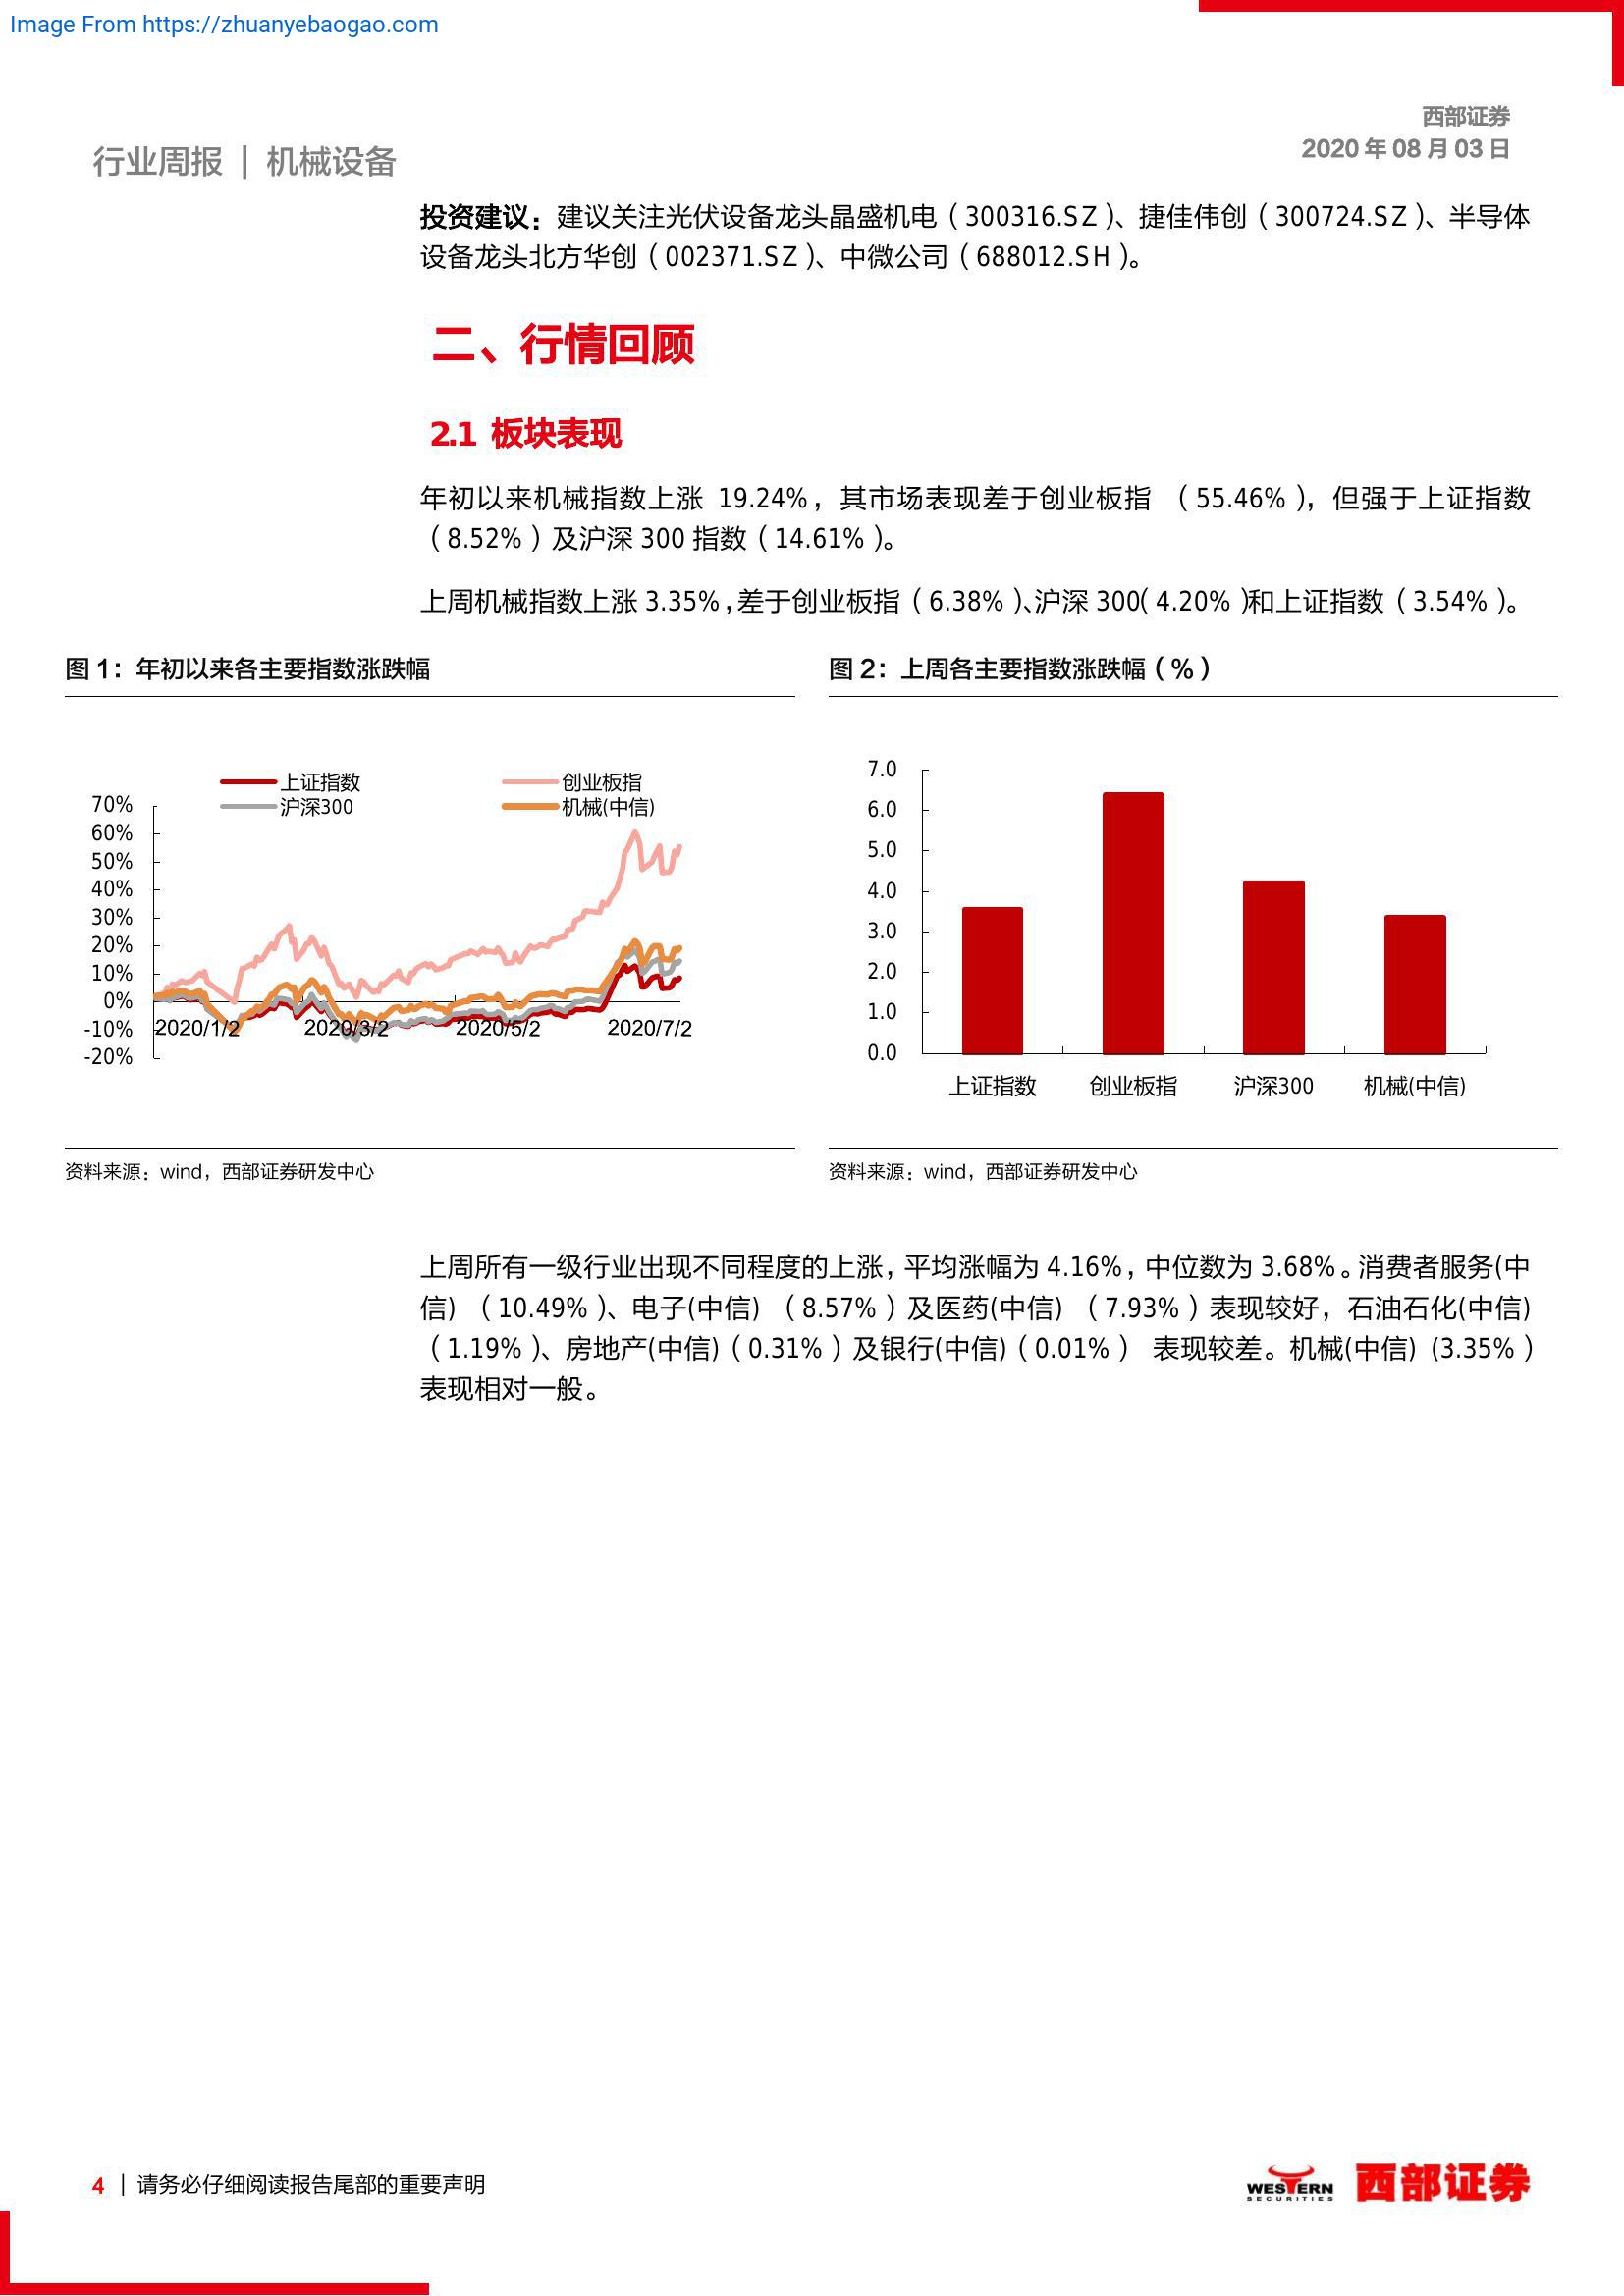 Image From https://zhuanyebaogao.com
西部证券
2020 年 08 月 03 日
行业周报 | 机械设备
投资建议：建议关注光伏设备龙头晶盛机电（300316.SZ）、捷佳伟创（300724.SZ）、半导体
设备龙头北方华创（002371.SZ）、中微公司（688012.SH）。
二、行情回顾
2.1 板块表现
年初以来机械指数上涨 19.24%，其市场表现差于创业板指 （55.46%），但强于上证指数
（8.52%）及沪深 300 指数（14.61%）。
上周机械指数上涨 3.35%，差于创业板指（6.38%）、沪深 300（4.20%）和上证指数（3.54%）。
图 1：年初以来各主要指数涨跌幅
上证指数 创业板指
沪深300 机械(中信)
70%
60%
50%
40%
30%
20%
10%
0%
-10%
-20%
2020/1/2 2020/3/2 2020/5/2 2020/7/2
资料来源：wind，西部证券研发中心
图 2：上周各主要指数涨跌幅（%）
7.0
6.0
5.0
4.0
3.0
2.0
1.0
0.0
上证指数 创业板指 沪深300 机械(中信)
资料来源：wind，西部证券研发中心
上周所有一级行业出现不同程度的上涨，平均涨幅为 4.16%，中位数为 3.68%。消费者服务(中
信) （10.49%）、电子(中信) （8.57%）及医药(中信) （7.93%）表现较好，石油石化(中信)
（1.19%）、房地产(中信)（0.31%）及银行(中信)（0.01%） 表现较差。机械(中信) (3.35%）
表现相对一般。
4 | 请务必仔细阅读报告尾部的重要声明
WESTERN
SECURITIES
西部证券